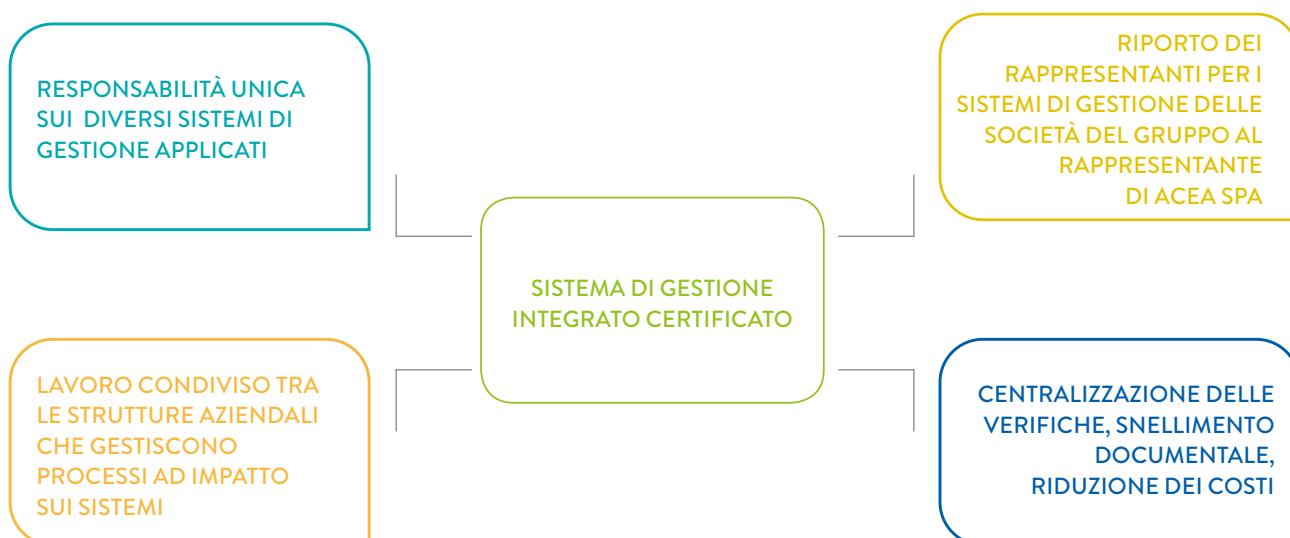 RESPONSABILITÀ UNICA
SUI DIVERSI SISTEMI DI
GESTIONE APPLICATI
RIPORTO DEI
RAPPRESENTANTI PER I
SISTEMI DI GESTIONE DELLE
SOCIETÀ DEL GRUPPO AL
RAPPRESENTANTE
DI ACEA SPA
SISTEMA DI GESTIONE
INTEGRATO CERTIFICATO
LAVORO CONDIVISO TRA
LE STRUTTURE AZIENDALI
CHE GESTISCONO
PROCESSI AD IMPATTO
SUI SISTEMI
CENTRALIZZAZIONE DELLE
VERIFICHE, SNELLIMENTO
DOCUMENTALE,
RIDUZIONE DEI COSTI